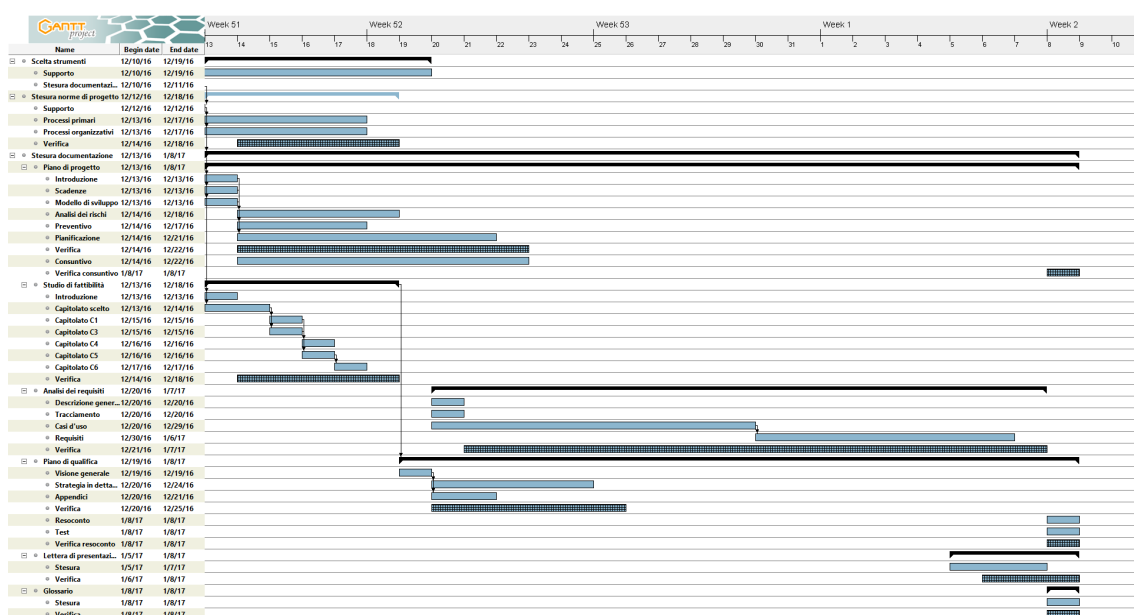 GANTT project
Week 51 Week 52 Week 53 Week 1 Week 2
Name Begin date End date
13 14 15 16 17 18 19 20 21 22 23 24 25 26 27 28 29 30 31 1 2 3 4 5 6 7 8 9 10
Scelta strumenti 12/10/16 12/19/16
Supporto 12/10/16 12/19/16
Stesura documentazi... 12/10/16 12/11/16
Stesura norme di progetto 12/12/16 12/18/16
Supporto 12/12/16 12/12/16
Processi primari 12/13/16 12/17/16
Processi organizzativi 12/13/16 12/17/16
Verifica 12/14/16 12/18/16
Stesura documentazione 12/13/16 1/8/17
Piano di progetto 12/13/16 1/8/17
Introduzione 12/13/16 12/13/16
Scadenze 12/13/16 12/13/16
Modello di sviluppo 12/13/16 12/13/16
Analisi dei rischi 12/14/16 12/18/16
Preventivo 12/14/16 12/17/16
Pianificazione 12/14/16 12/21/16
Verifica 12/14/16 12/22/16
Consuntivo 12/14/16 12/22/16
Verifica consuntivo 1/8/17 1/8/17
Studio di fattibilità 12/13/16 12/18/16
Introduzione 12/13/16 12/13/16
Capitolato scelto 12/13/16 12/14/16
Capitolato C1 12/15/16 12/15/16
Capitolato C3 12/15/16 12/15/16
Capitolato C4 12/16/16 12/16/16
Capitolato C5 12/16/16 12/16/16
Capitolato C6 12/17/16 12/17/16
Verifica 12/14/16 12/18/16
Analisi dei requisiti 12/20/16 1/7/17
Descrizione gener... 12/20/16 12/20/16
Tracciamento 12/20/16 12/20/16
Casi d'uso 12/20/16 12/29/16
Requisiti 12/30/16 1/6/17
Verifica 12/21/16 1/7/17
Piano di qualifica 12/19/16 1/8/17
Visione generale 12/19/16 12/19/16
Strategia in detta... 12/20/16 12/24/16
Appendici 12/20/16 12/21/16
Verifica 12/20/16 12/25/16
Resoconto 1/8/17 1/8/17
Test 1/8/17 1/8/17
Verifica resoconto 1/8/17 1/8/17
Lettera di presentazi... 1/5/17 1/8/17
Stesura 1/5/17 1/7/17
Verifica 1/6/17 1/8/17
Glossario 1/8/17 1/8/17
Stesura 1/8/17 1/8/17
Verifica 1/8/17 1/8/17